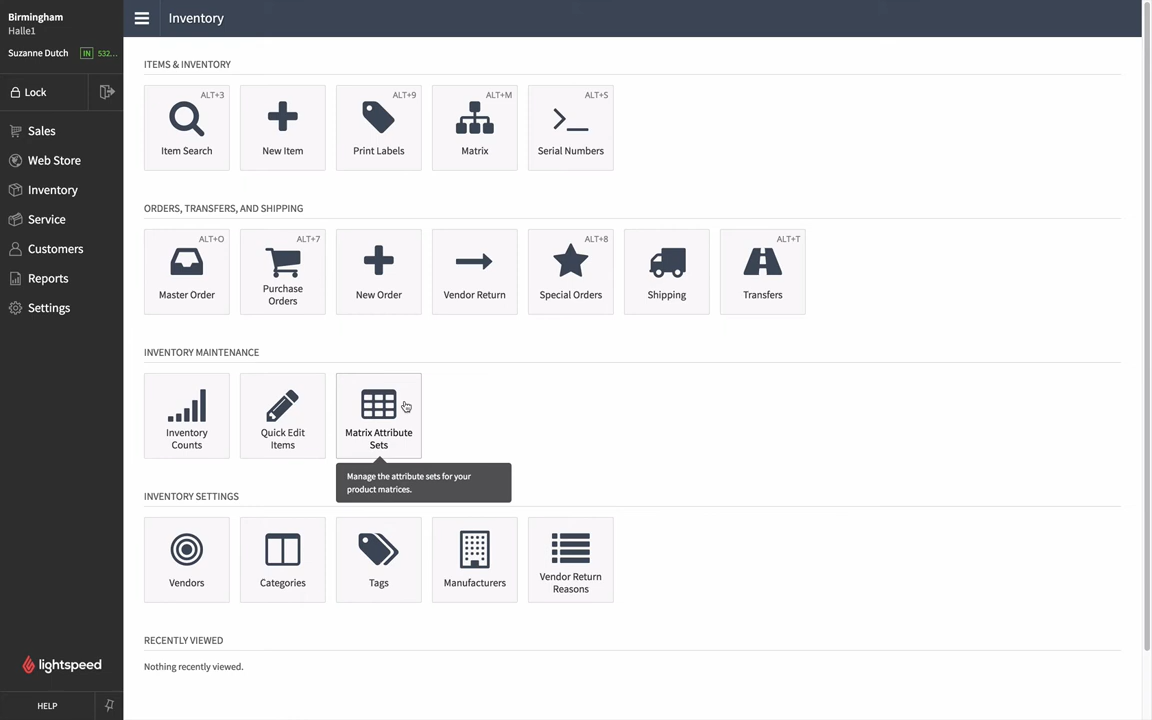 Birmingham
Halle1
Suzanne Dutch IN 532...
Lock
Sales
Web Store
Inventory
Service
Customers
Reports
Settings
lightspeed
HELP
Inventory
ITEMS & INVENTORY
ALT+3
Item Search
New Item
ALT+9
Print Labels
ALT+M
Matrix
ALT+S
Serial Numbers
ORDERS, TRANSFERS, AND SHIPPING
ALT+O
Master Order
ALT+7
Purchase
Orders
New Order
Vendor Return
ALT+8
Special Orders
Shipping
ALT+T
Transfers
INVENTORY MAINTENANCE
Inventory
Counts
Quick Edit
Items
Matrix Attribute
Sets
Manage the attribute sets for your
product matrices.
INVENTORY SETTINGS
Vendors
Categories
Tags
Manufacturers
Vendor Return
Reasons
RECENTLY VIEWED
Nothing recently viewed.